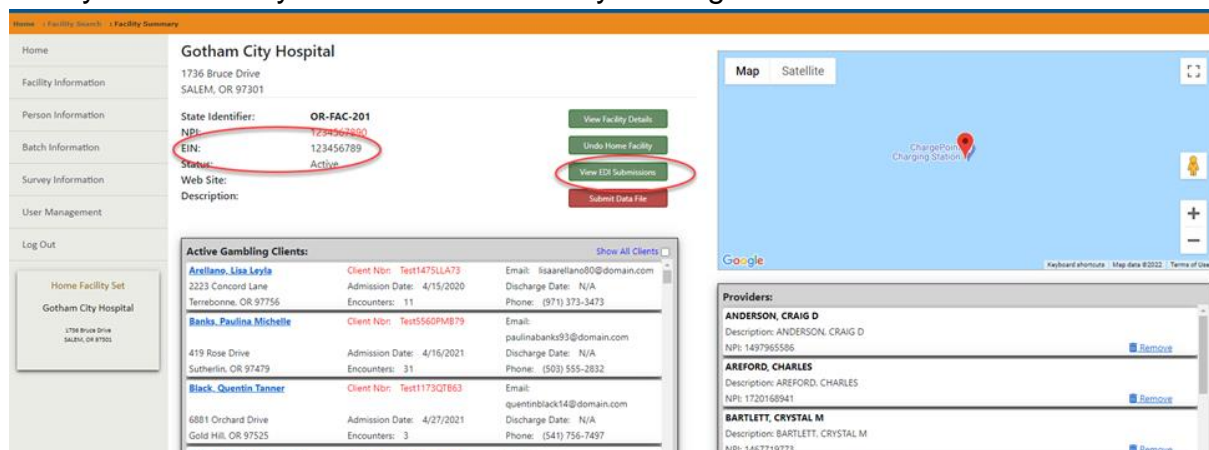 Home : Facility Search : Facility Summary
Home
Facility Information
Person Information
Batch Information
Survey Information
User Management
Log Out
Home Facility Set
Gotham City Hospital
1736 Bruce Drive
SALEM, OR 97301
Gotham City Hospital
1736 Bruce Drive
SALEM, OR 97301
State Identifier: OR-FAC-201
NPI: 1234567890
EIN: 123456789
Status: Active
Web Site:
Description:
View Facility Details
Undo Home Facility
View EDI Submissions
Submit Data File
Active Gambling Clients: Show All Clients
Arellano, Lisa Leyla Client Nbr: Test1475LLA73 Email: lisaarellano80@domain.com
2223 Concord Lane Admission Date: 4/15/2020 Discharge Date: N/A
Terrebonne, OR 97756 Encounters: 11 Phone: (971) 373-3473
Banks, Paulina Michelle Client Nbr: Test5560PMB79 Email:
paulinabanks93@domain.com
419 Rose Drive Admission Date: 4/16/2021 Discharge Date: N/A
Sutherlin, OR 97479 Encounters: 31 Phone: (503) 555-2832
Black, Quentin Tanner Client Nbr: Test1173QTB63 Email:
quentinblack14@domain.com
6881 Orchard Drive Admission Date: 4/27/2021 Discharge Date: N/A
Gold Hill, OR 97525 Encounters: 3 Phone: (541) 756-7497
Map Satellite
ChargePoint
Charging Station
Google
Keyboard shortcuts Map data ©2022 Terms of Use
Providers:
ANDERSON, CRAIG D
Description: ANDERSON, CRAIG D
NPI: 1497965586 Remove
AREFORD, CHARLES
Description: AREFORD, CHARLES
NPI: 1720168941 Remove
BARTLETT, CRYSTAL M
Description: BARTLETT, CRYSTAL M
NPI: 1457719773 Remove